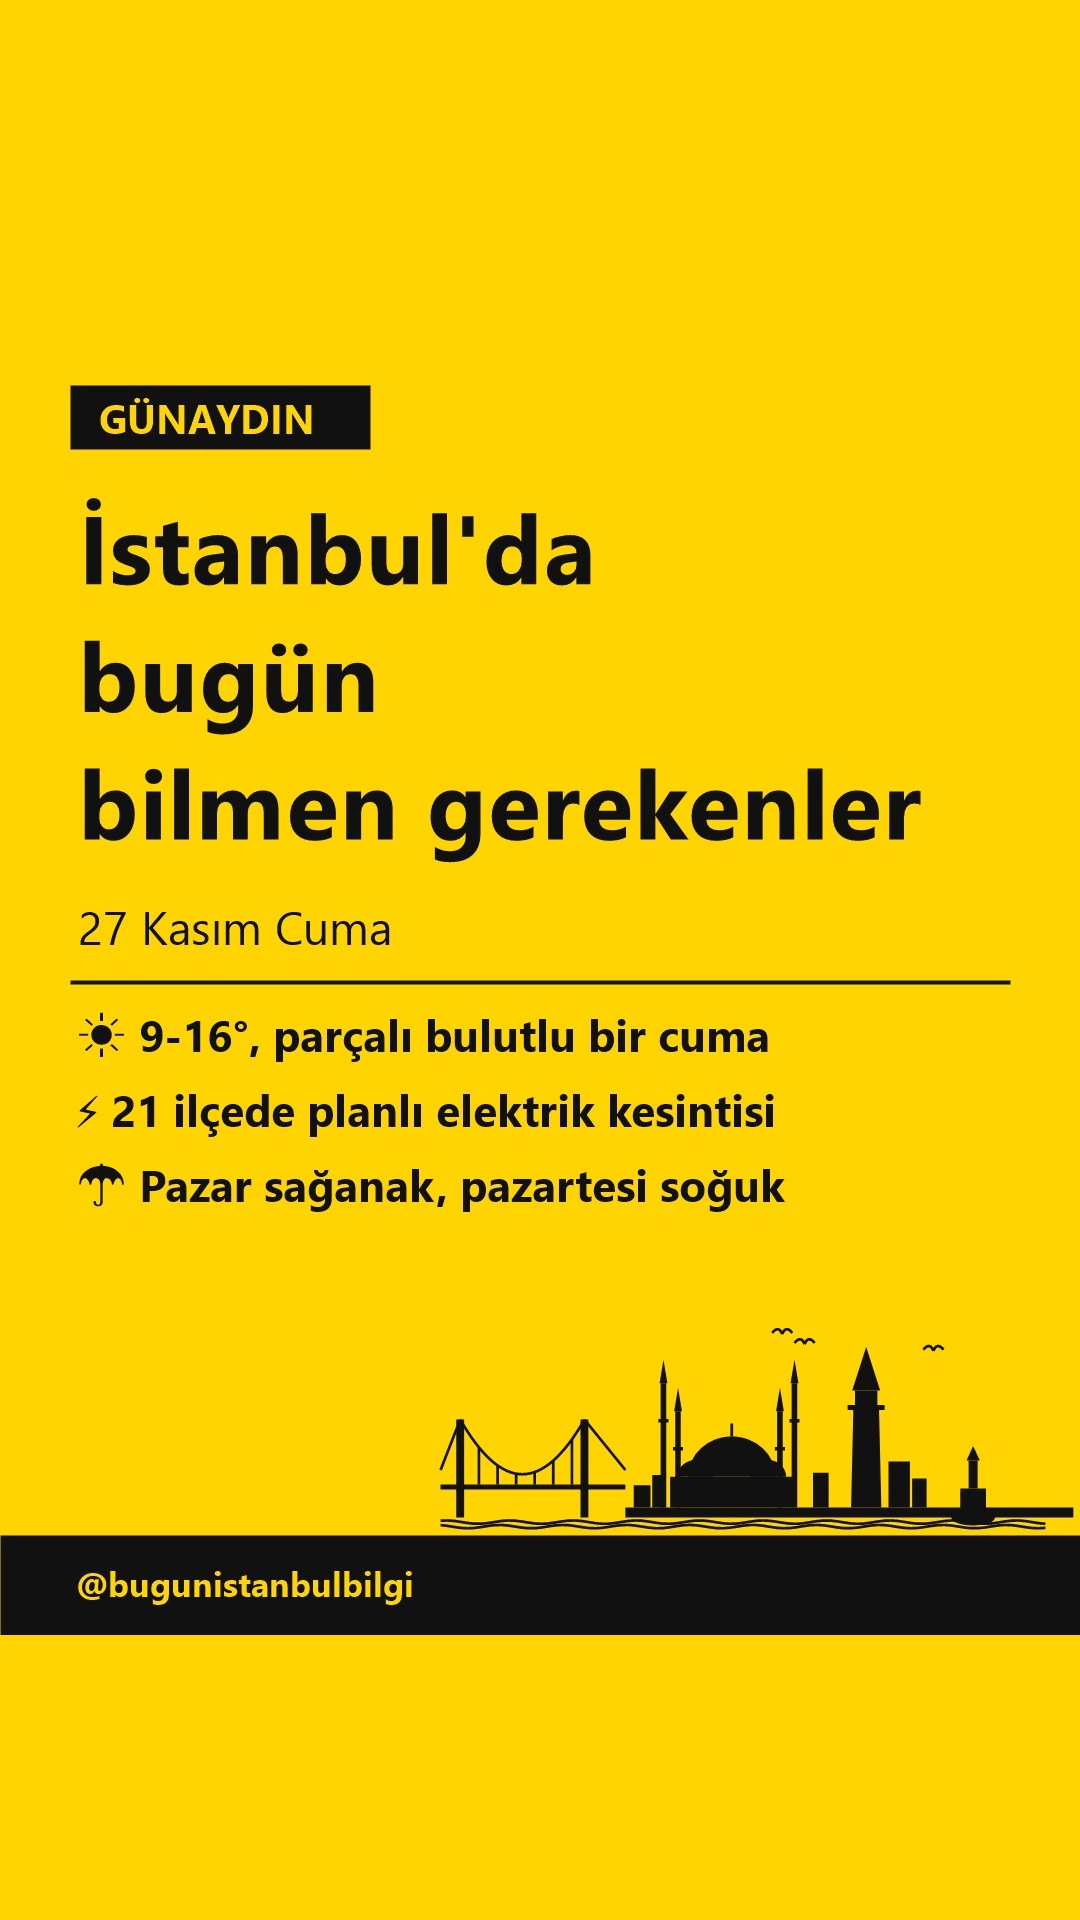 GÜNAYDIN
İstanbul'da
bugün
bilmen gerekenler
27 Kasım Cuma
☀ 9-16°, parçalı bulutlu bir cuma
⚡ 21 ilçede planlı elektrik kesintisi
☂ Pazar sağanak, pazartesi soğuk
@bugunistanbulbilgi